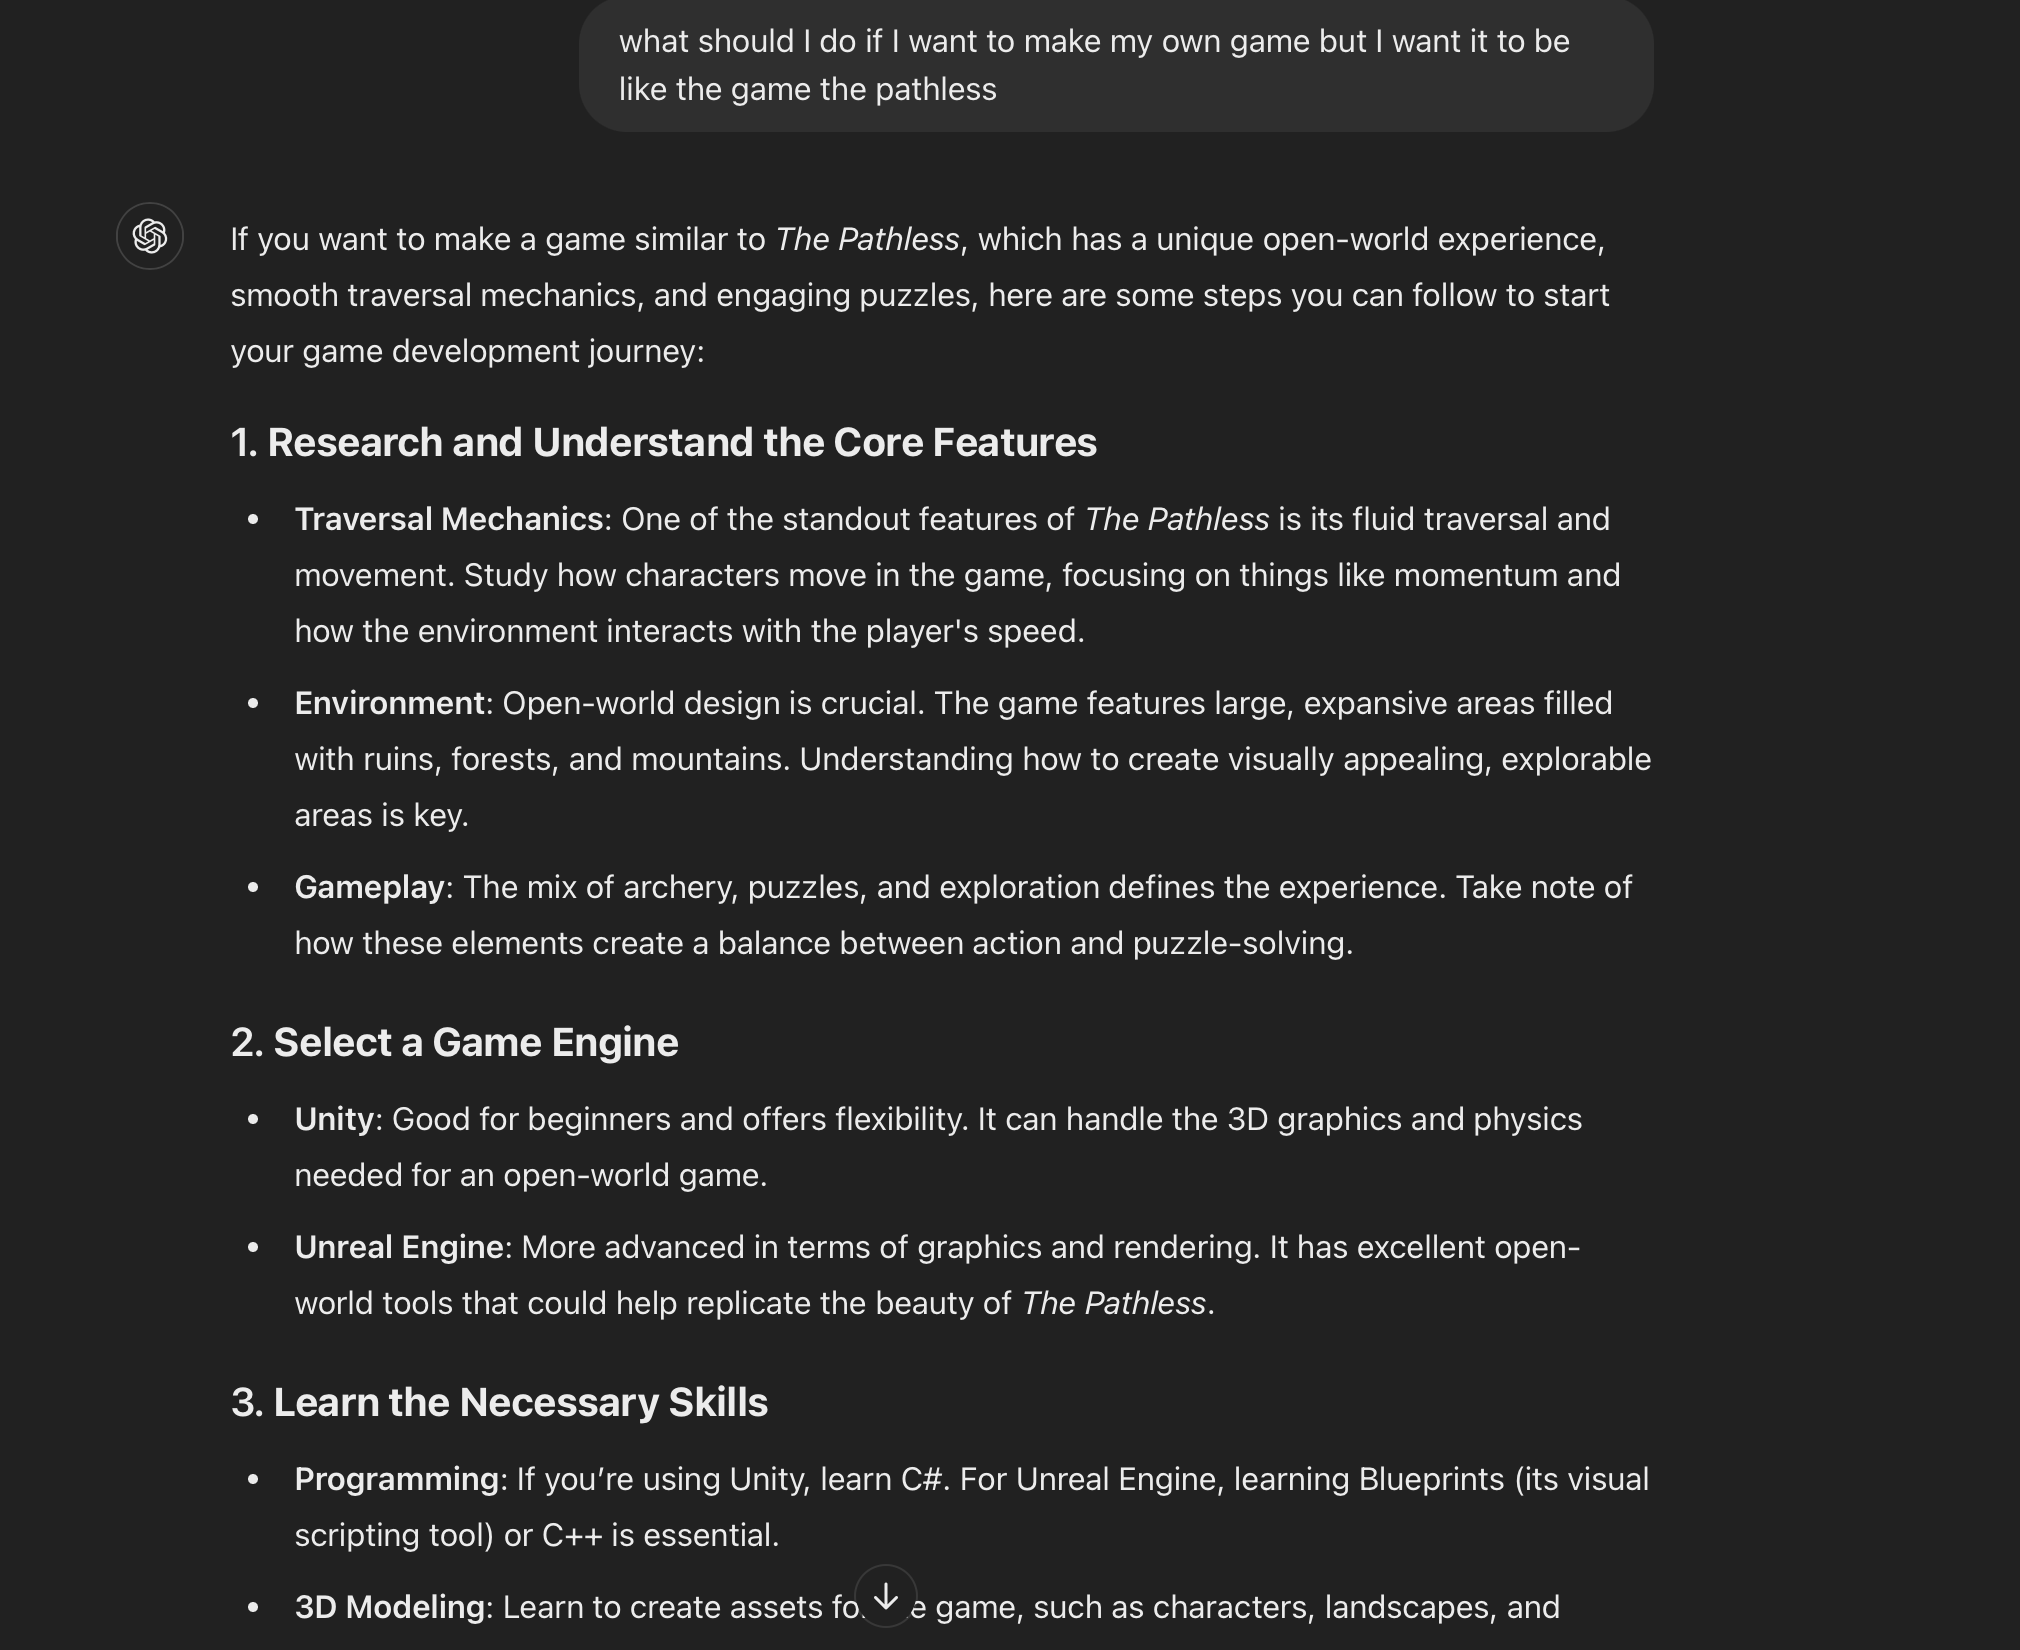 what should I do if I want to make my own game but I want it to be
like the game the pathless
If you want to make a game similar to The Pathless, which has a unique open-world experience,
smooth traversal mechanics, and engaging puzzles, here are some steps you can follow to start
your game development journey:
1. Research and Understand the Core Features
• Traversal Mechanics: One of the standout features of The Pathless is its fluid traversal and
movement. Study how characters move in the game, focusing on things like momentum and
how the environment interacts with the player's speed.
• Environment: Open-world design is crucial. The game features large, expansive areas filled
with ruins, forests, and mountains. Understanding how to create visually appealing, explorable
areas is key.
• Gameplay: The mix of archery, puzzles, and exploration defines the experience. Take note of
how these elements create a balance between action and puzzle-solving.
2. Select a Game Engine
• Unity: Good for beginners and offers flexibility. It can handle the 3D graphics and physics
needed for an open-world game.
• Unreal Engine: More advanced in terms of graphics and rendering. It has excellent open-
world tools that could help replicate the beauty of The Pathless.
3. Learn the Necessary Skills
• Programming: If you’re using Unity, learn C#. For Unreal Engine, learning Blueprints (its visual
scripting tool) or C++ is essential.
• 3D Modeling: Learn to create assets game, such as characters, landscapes, and